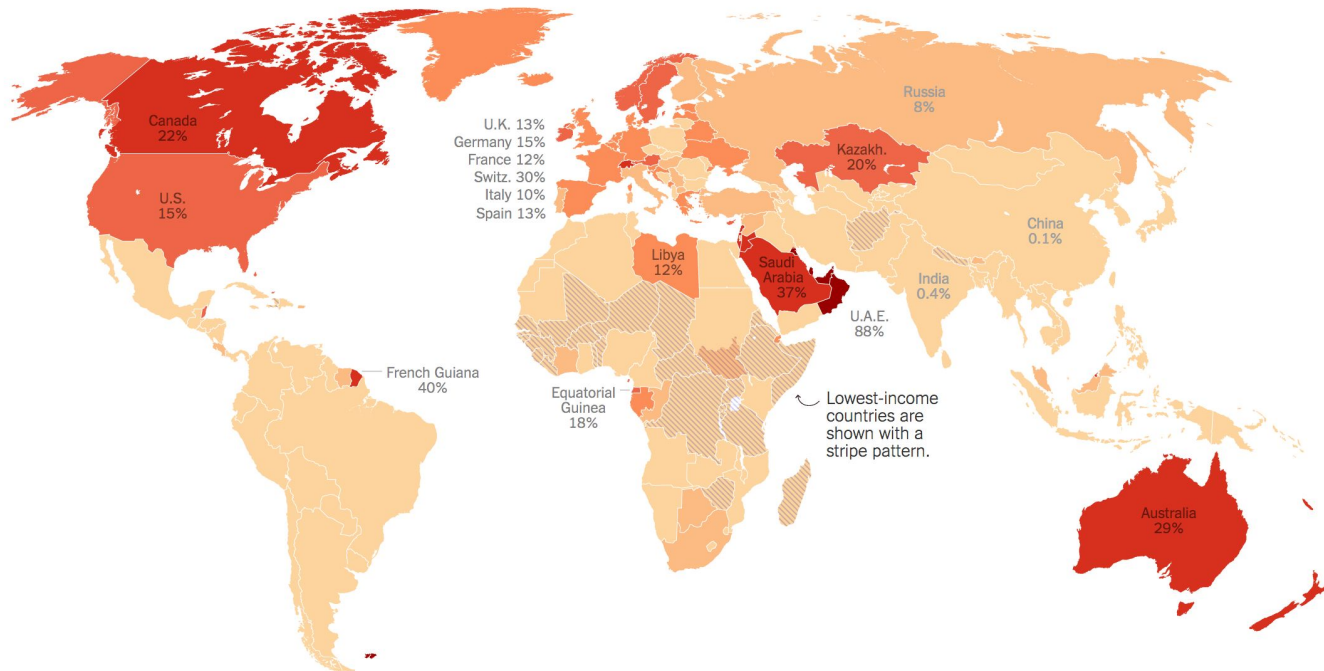 Canada
22%
U.S.
15%
French Guiana
40%
U.K. 13%
Germany 15%
France 12%
Switz. 30%
Italy 10%
Spain 13%
Libya
12%
Equatorial
Guinea
18%
Saudi
Arabia
37%
U.A.E.
88%
Russia
8%
Kazakh.
20%
China
0.1%
India
0.4%
Lowest-income
countries are
shown with a
stripe pattern.
Australia
29%